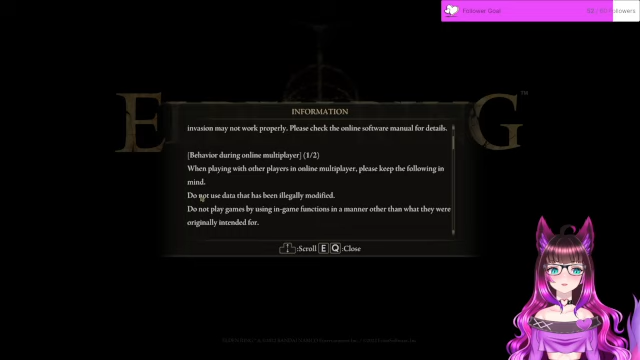 Follower Goal
Followers
E G ™
INFORMATION
invasion may not work properly. Please check the online software manual for details.
[Behavior during online multiplayer] (1/2)
When playing with other players in online multiplayer, please keep the following in
mind.
Do not use data that has been illegally modified.
Do not play games by using in-game functions in a manner other than what they were
originally intended for.
:Scroll E Q :Close